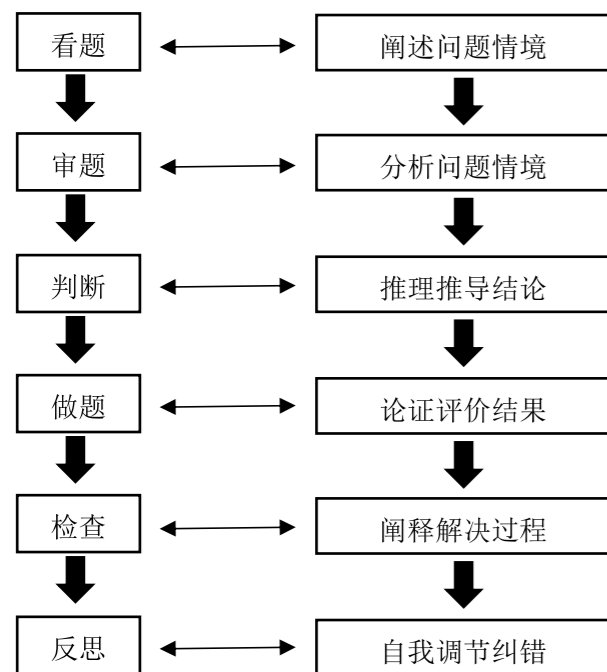 看题 阐述问题情境
审题 分析问题情境
判断 推理推导结论
做题 论证评价结果
检查 阐释解决过程
反思 自我调节纠错